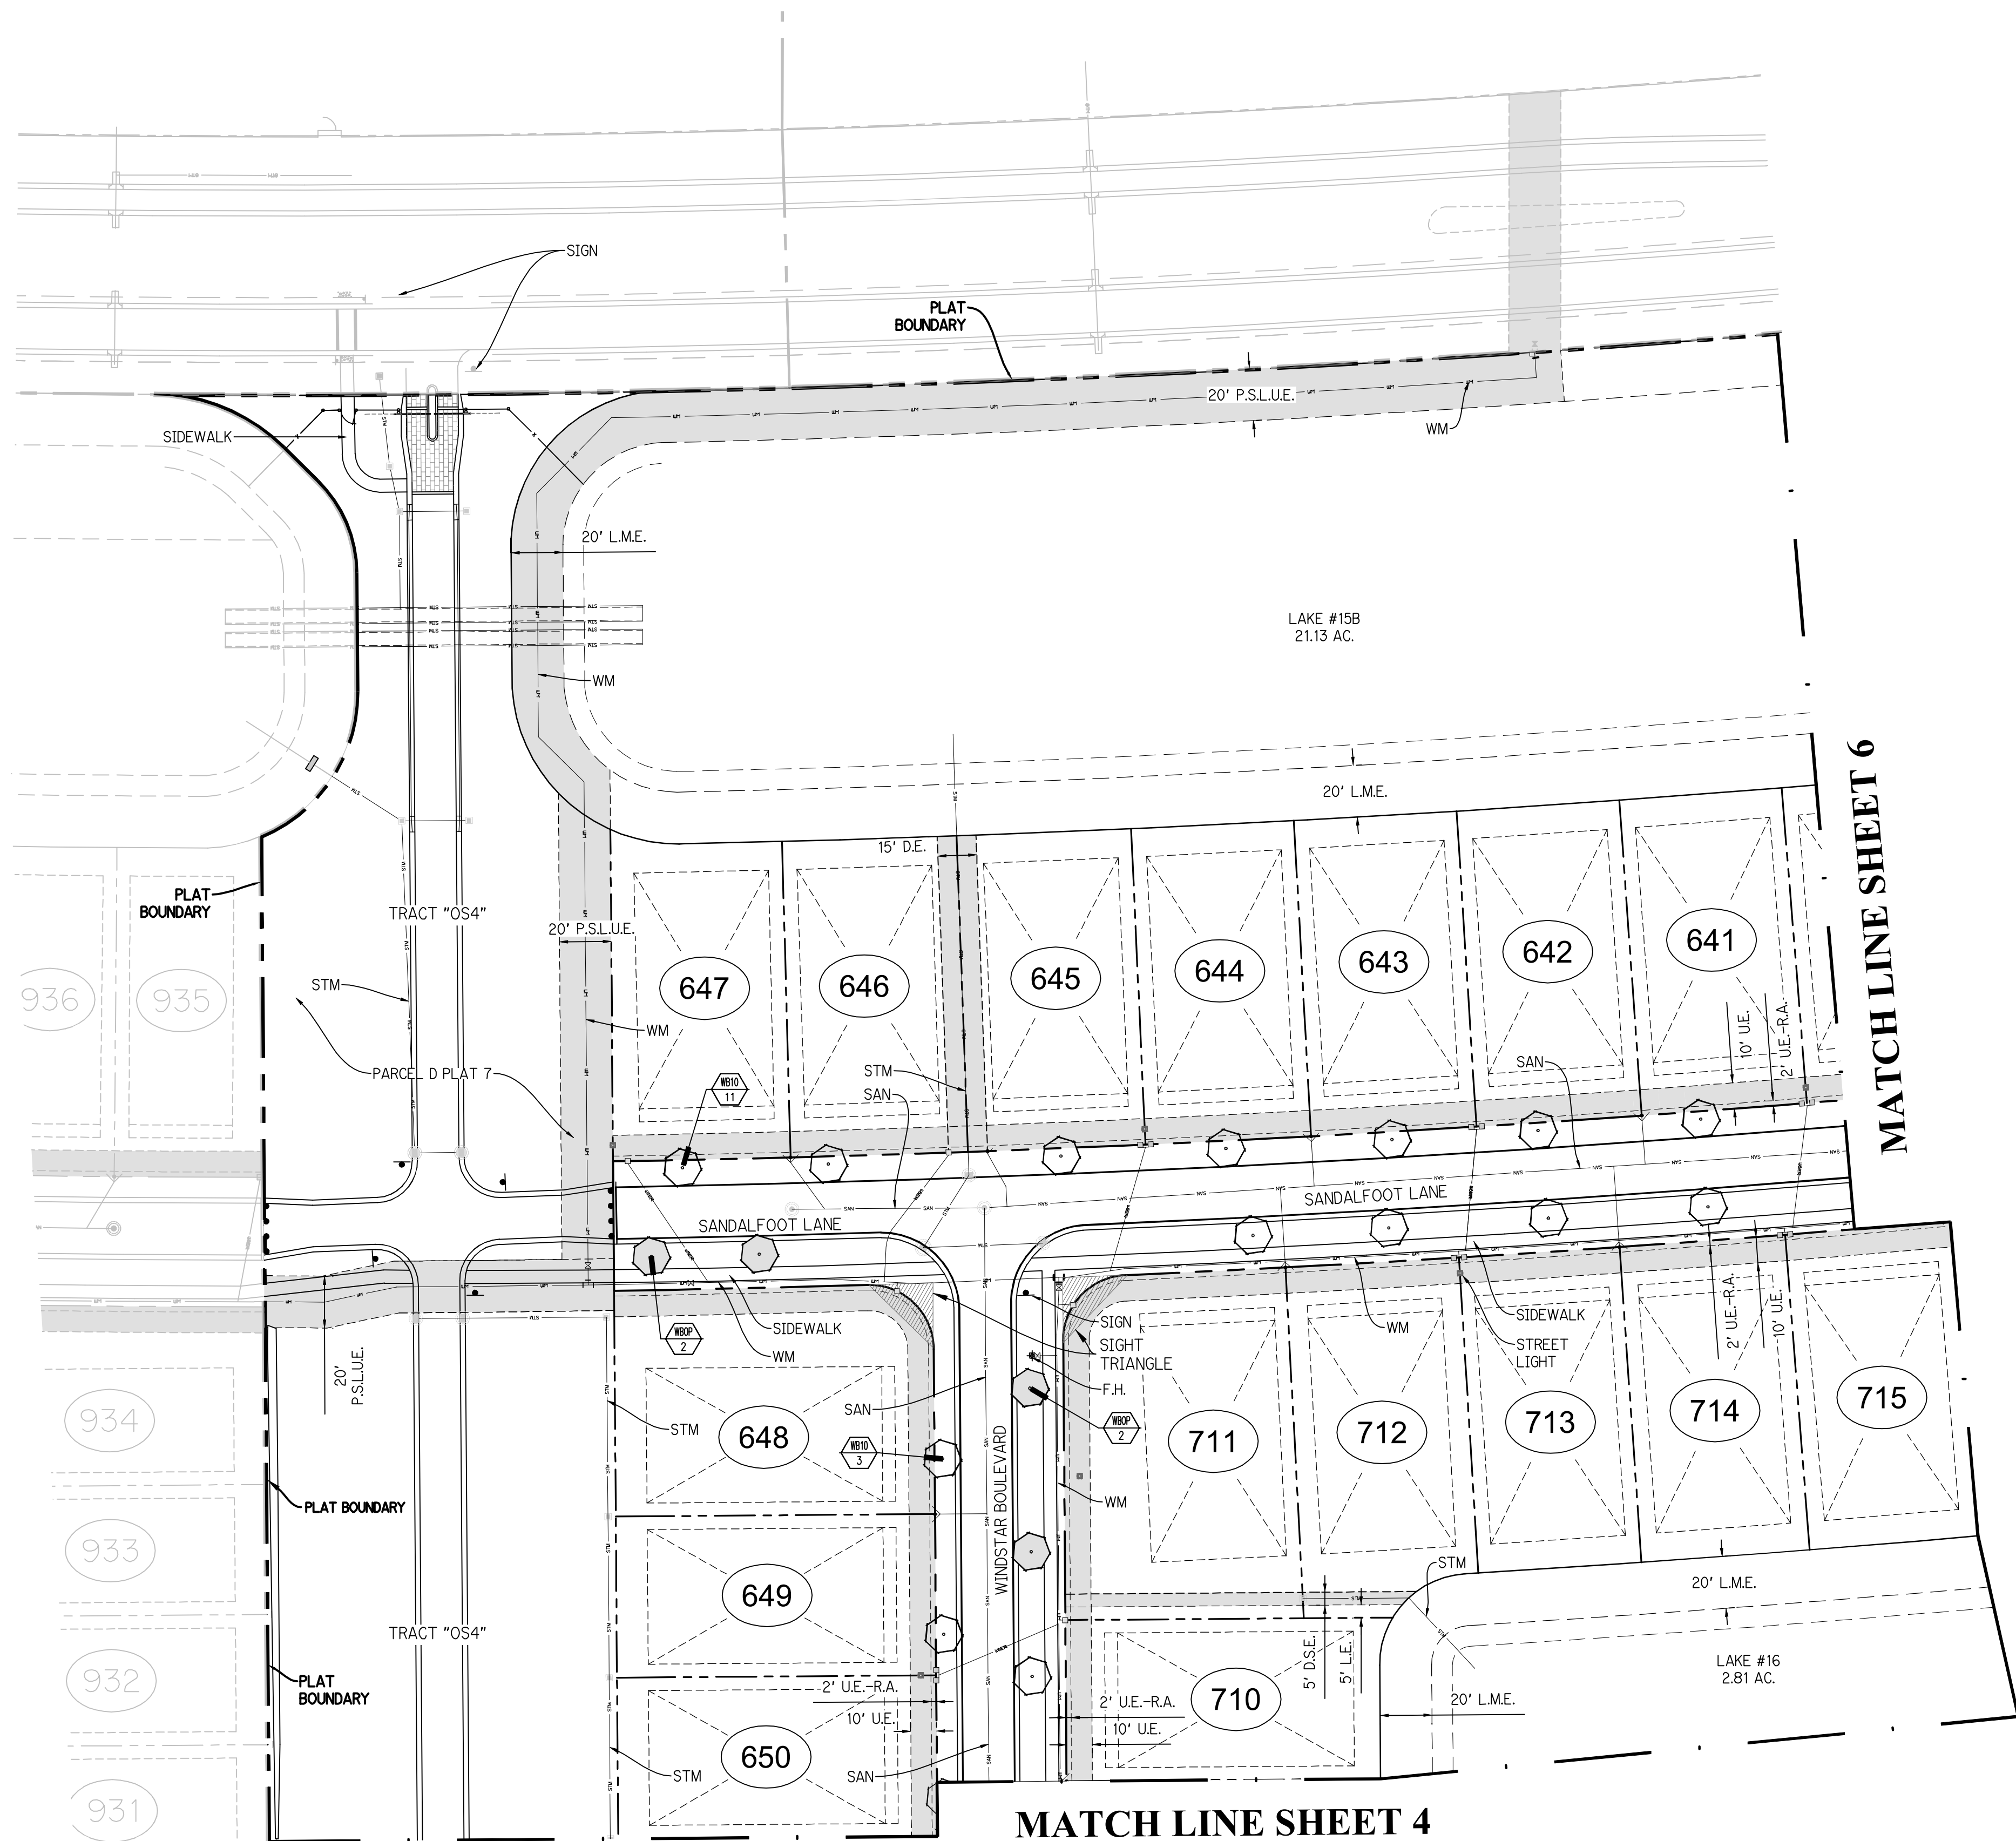 SIGN
PLAT
BOUNDARY
20' P.S.L.U.E.
WM
SIDEWALK
20' L.M.E.
LAKE #15B
21.13 AC.
WM
MATCH LINE SHEET 6
20' L.M.E.
15' D.E.
PLAT
BOUNDARY
TRACT "OS4"
20' P.S.L.U.E.
936
935
647
646
645
644
643
642
641
STM
WM
10' U.E.
2' U.E.-R.A.
PARCEL D PLAT 7
WB10
11
STM
SAN
SAN
SANDALFOOT LANE
SANDALFOOT LANE
20'
P.S.L.U.E.
WBOP
2
SIDEWALK
WM
SIGN
SIGHT
TRIANGLE
F.H.
WM
SIDEWALK
STREET
LIGHT
2' U.E.-R.A.
10' U.E.
934
STM
648
SAN
WB10
3
WINDSTAR BOULEVARD
WBOP
2
711
712
713
714
715
PLAT BOUNDARY
WM
933
649
STM
20' L.M.E.
TRACT "OS4"
932
PLAT
BOUNDARY
2' U.E.-R.A.
10' U.E.
2' U.E.-R.A.
10' U.E.
710
5' D.S.E.
5' L.E.
20' L.M.E.
LAKE #16
2.81 AC.
931
STM
650
SAN
MATCH LINE SHEET 4